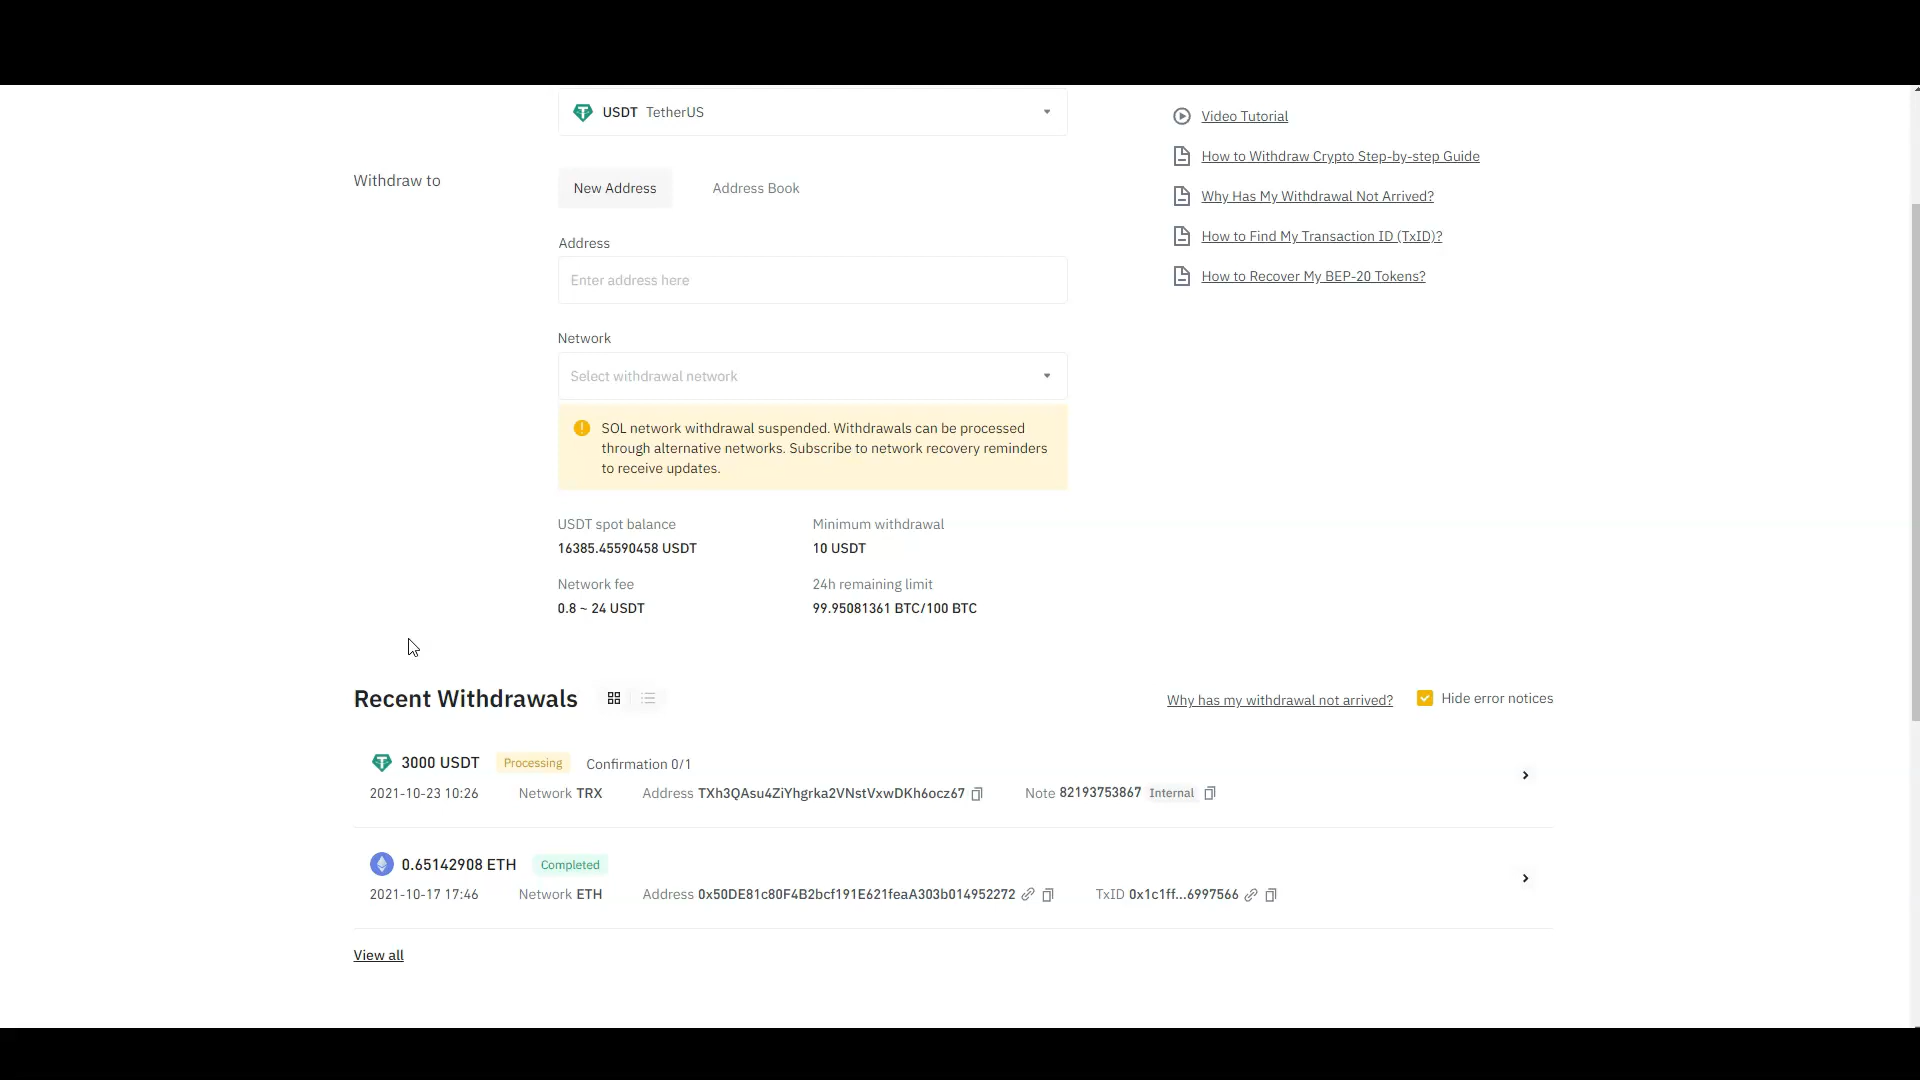 USDT TetherUS
Video Tutorial
How to Withdraw Crypto Step-by-step Guide
Withdraw to
New Address
Address Book
Why Has My Withdrawal Not Arrived?
How to Find My Transaction ID (TxID)?
Address
Enter address here
How to Recover My BEP-20 Tokens?
Network
Select withdrawal network
SOL network withdrawal suspended. Withdrawals can be processed
through alternative networks. Subscribe to network recovery reminders
to receive updates.
USDT spot balance
Minimum withdrawal
16385.45590458 USDT
10 USDT
Network fee
24h remaining limit
0.8 ~ 24 USDT
99.95081361 BTC/100 BTC
Recent Withdrawals
Why has my withdrawal not arrived?
Hide error notices
3000 USDT Processing Confirmation 0/1
2021-10-23 10:26 Network TRX Address TXh3QAsu4ZiYhgrka2VNstVxwDKh6ocz67 Note 82193753867 Internal
0.65142908 ETH Completed
2021-10-17 17:46 Network ETH Address 0x50DE81c80F4B2bcf191E621feaA303b014952272 TxID 0x1c1ff...6997566
View all